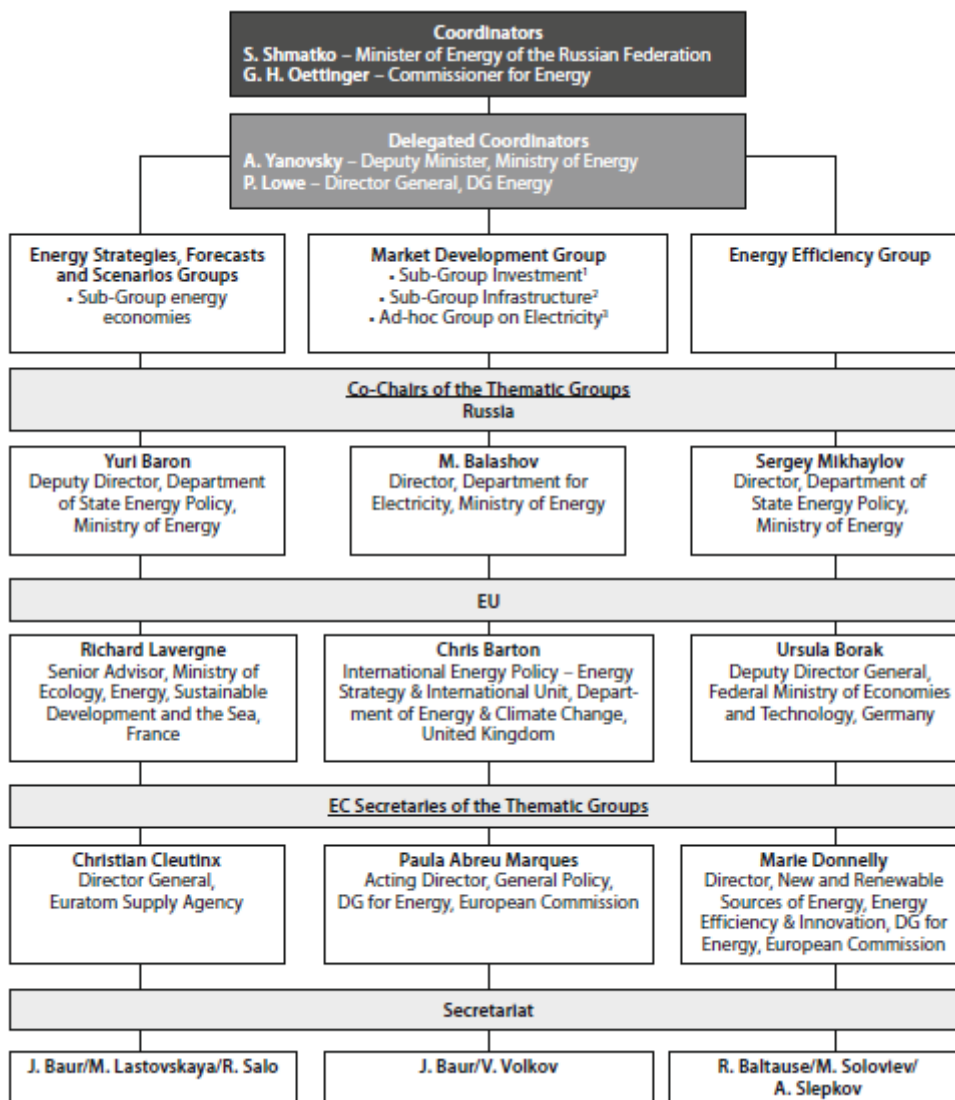 Coordinators
S. Shmatko – Minister of Energy of the Russian Federation
G. H. Oettinger – Commissioner for Energy
Delegated Coordinators
A. Yanovsky – Deputy Minister, Ministry of Energy
P. Lowe – Director General, DG Energy
Energy Strategies, Forecasts
and Scenarios Groups
• Sub-Group energy
economies
Market Development Group
• Sub-Group Investment¹
• Sub-Group Infrastructure²
• Ad-hoc Group on Electricity³
Energy Efficiency Group
Co-Chairs of the Thematic Groups
Russia
Yuri Baron
Deputy Director, Department
of State Energy Policy,
Ministry of Energy
M. Balashov
Director, Department for
Electricity, Ministry of Energy
Sergey Mikhaylov
Director, Department of
State Energy Policy,
Ministry of Energy
EU
Richard Lavergne
Senior Advisor, Ministry of
Ecology, Energy, Sustainable
Development and the Sea,
France
Chris Barton
International Energy Policy – Energy
Strategy & International Unit, Depart-
ment of Energy & Climate Change,
United Kingdom
Ursula Borak
Deputy Director General,
Federal Ministry of Economies
and Technology, Germany
EC Secretaries of the Thematic Groups
Christian Cleutinx
Director General,
Euratom Supply Agency
Paula Abreu Marques
Acting Director, General Policy,
DG for Energy, European Commission
Marie Donnelly
Director, New and Renewable
Sources of Energy, Energy
Efficiency & Innovation, DG for
Energy, European Commission
Secretariat
J. Baur/M. Lastovskaya/R. Salo
J. Baur/V. Volkov
R. Baltause/M. Soloviev/
A. Slepkov